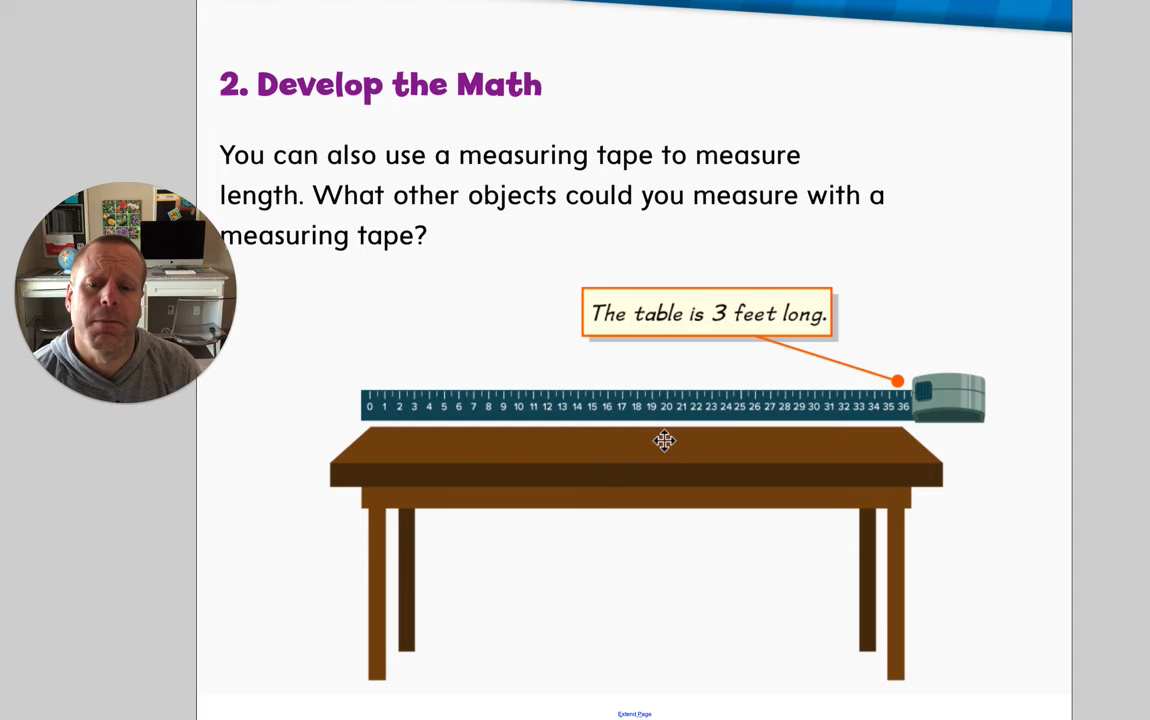 2. Develop the Math
You can also use a measuring tape to measure
length. What other objects could you measure with a
measuring tape?
The table is 3 feet long.
0 1 2 3 4 5 6 7 8 9 10 11 12 13 14 15 16 17 18 19 20 21 22 23 24 25 26 27 28 29 30 31 32 33 34 35 36
Extend Page